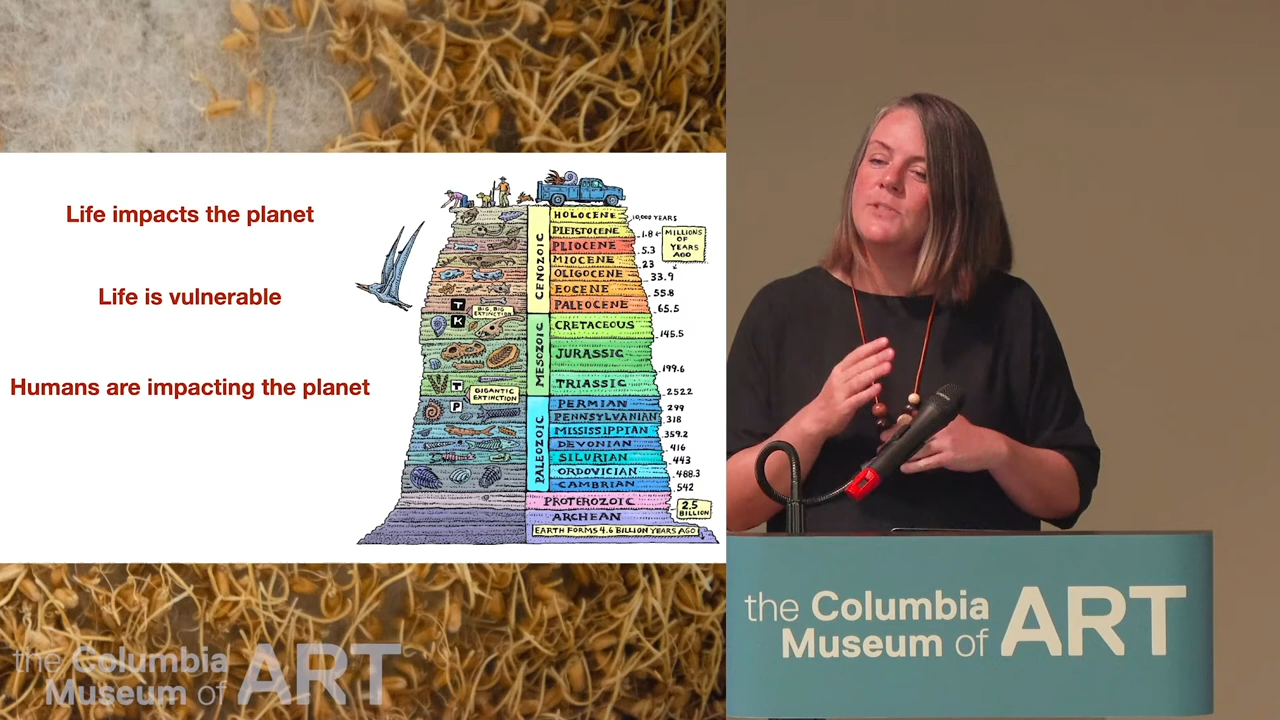 Life impacts the planet
Life is vulnerable
Humans are impacting the planet
HOLOCENE
10,000 YEARS
PLEISTOCENE
1.8
MILLIONS
OF
YEARS
AGO
PLIOCENE
5.3
MIOCENE
23
OLIGOCENE
33.9
EOCENE
55.8
PALEOCENE
65.5
CENOZOIC
T
BIG, BIG
EXTINCTION
K
CRETACEOUS
145.5
JURASSIC
199.6
TRIASSIC
252.2
MESOZOIC
T
GIGANTIC
EXTINCTION
P
PERMIAN
299
PENNSYLVANIAN
318
MISSISSIPPIAN
359.2
DEVONIAN
416
SILURIAN
443
ORDOVICIAN
488.3
CAMBRIAN
542
PALEOZOIC
PROTEROZOIC
2.5
BILLION
ARCHEAN
EARTH FORMS 4.6 BILLION YEARS AGO
the Columbia
Museum of ART
the Columbia
Museum of ART